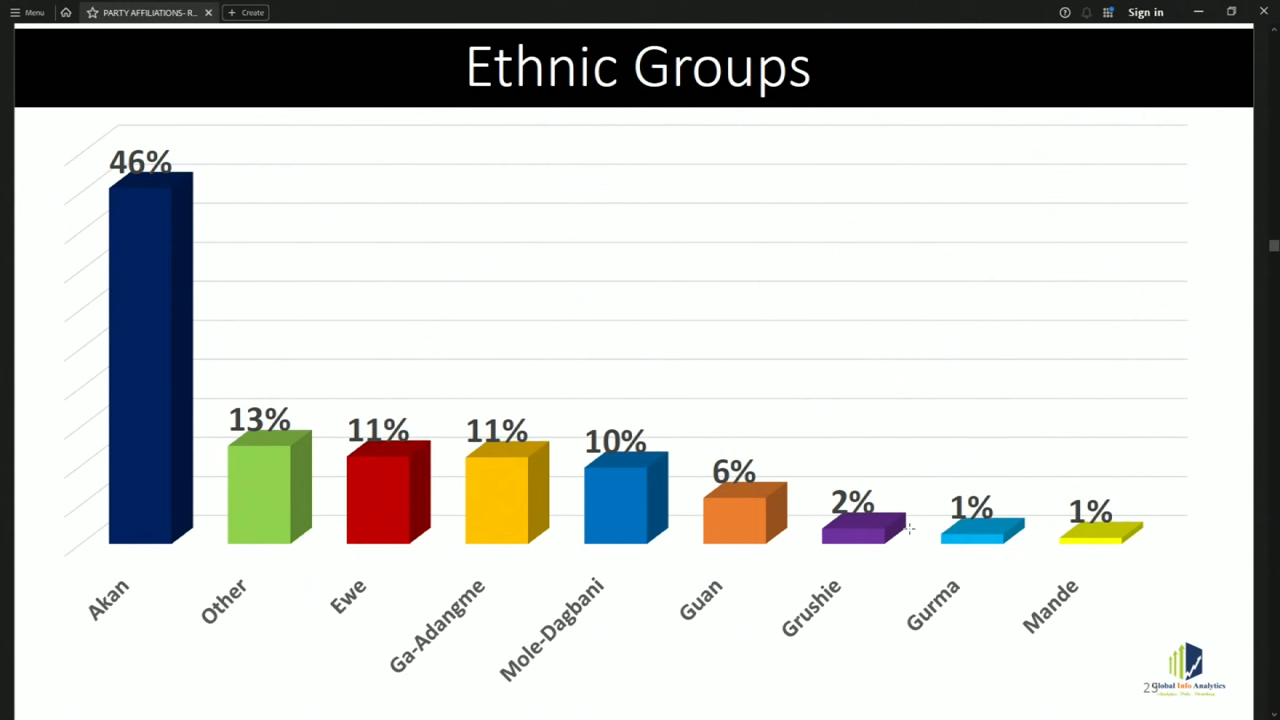 Menu
PARTY AFFILIATIONS- R...
Create
Sign in
Ethnic Groups
46%
13%
11%
11%
10%
6%
2%
1%
1%
Akan
Other
Ewe
Ga-Adangme
Mole-Dagbani
Guan
Grushie
Gurma
Mande
Global Info Analytics